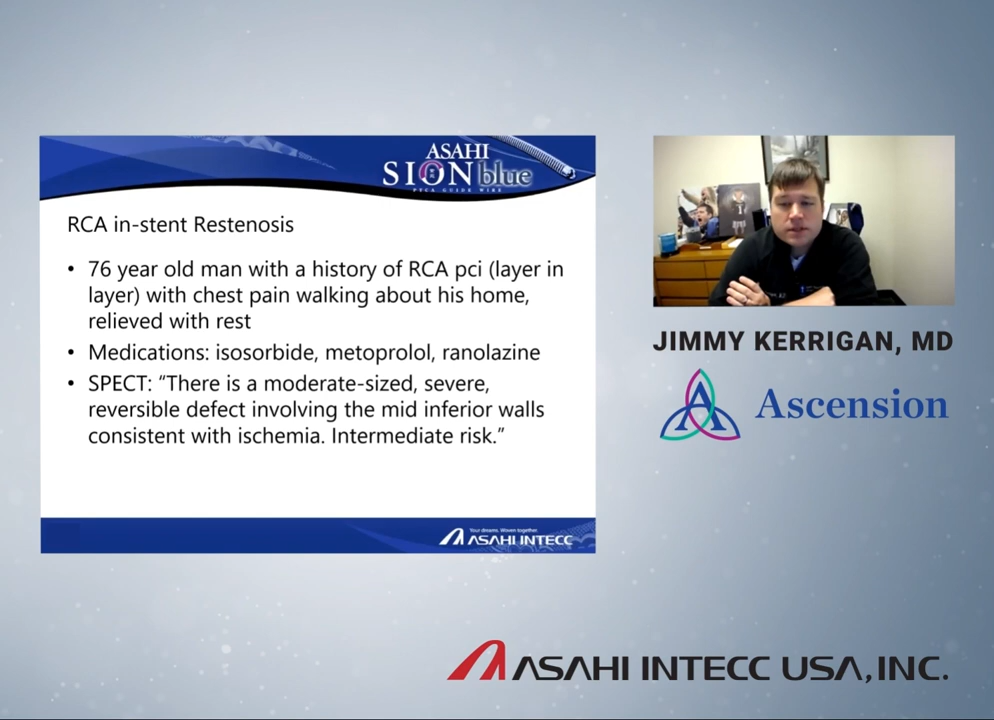 ASAHI
SION blue
PTCA GUIDE WIRE
RCA in-stent Restenosis
• 76 year old man with a history of RCA pci (layer in
layer) with chest pain walking about his home,
relieved with rest
• Medications: isosorbide, metoprolol, ranolazine
• SPECT: “There is a moderate-sized, severe,
reversible defect involving the mid inferior walls
consistent with ischemia. Intermediate risk.”
Your dreams. Woven together.
ASAHI INTECC
JIMMY KERRIGAN, MD
Ascension
ASAHI INTECC USA, INC.